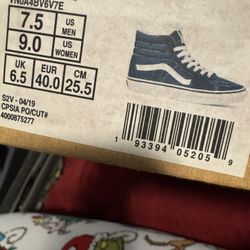 VN0A4BV6V7E
7.5 US MEN
9.0 US WOMEN
UK 6.5 EUR 40.0 CM 25.5
S2V - 04/19
CPSIA PO/CUT#
4000875277
1 93394 05205 9